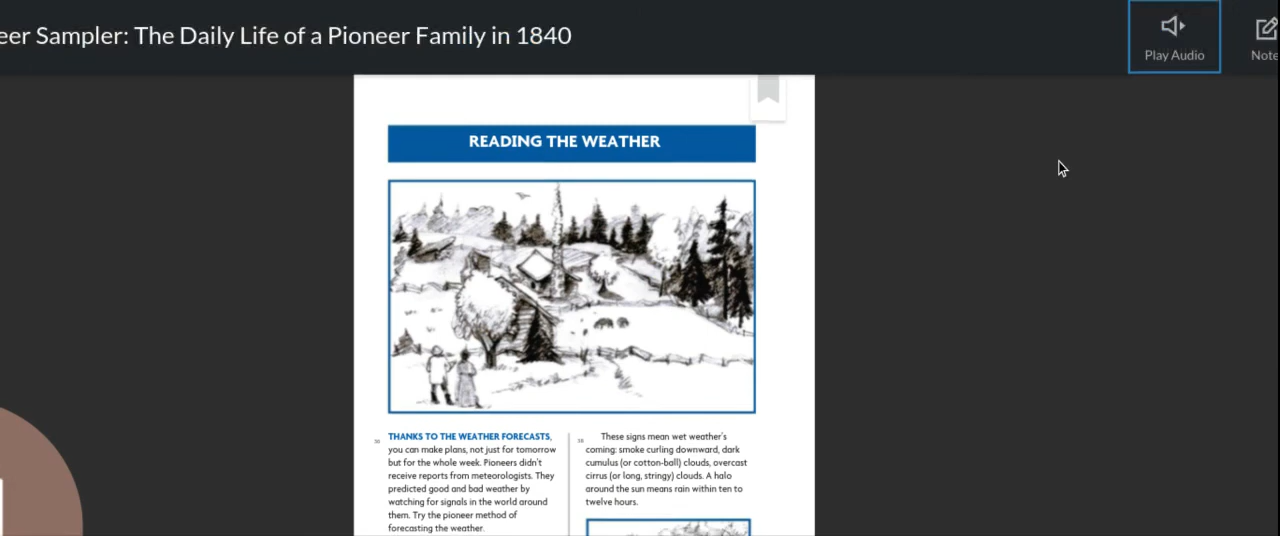 eer Sampler: The Daily Life of a Pioneer Family in 1840
Play Audio
Note
READING THE WEATHER
30
THANKS TO THE WEATHER FORECASTS,
you can make plans, not just for tomorrow
but for the whole week. Pioneers didn't
receive reports from meteorologists. They
predicted good and bad weather by
watching for signals in the world around
them. Try the pioneer method of
forecasting the weather.
These signs mean wet weather's
coming: smoke curling downward, dark
cumulus (or cotton-ball) clouds, overcast
cirrus (or long, stringy) clouds. A halo
around the sun means rain within ten to
twelve hours.